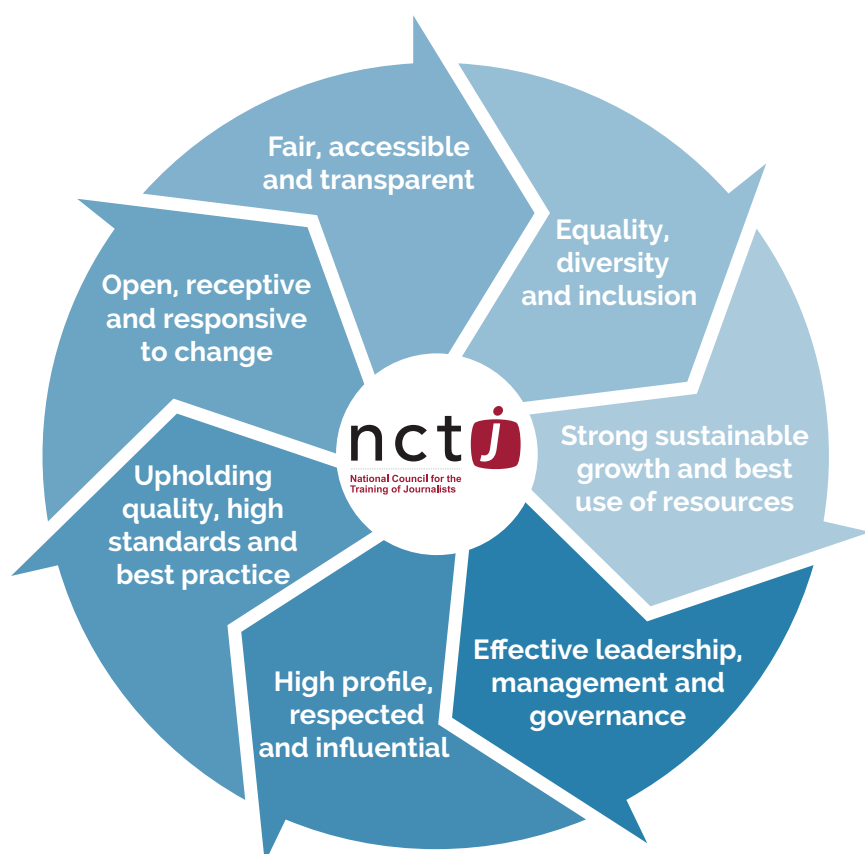 Fair, accessible
and transparent
Equality,
diversity
and inclusion
Strong sustainable
growth and best
use of resources
Effective leadership,
management and
governance
High profile,
respected
and influential
Upholding
quality, high
standards and
best practice
Open, receptive
and responsive
to change
nctj
National Council for the
Training of Journalists